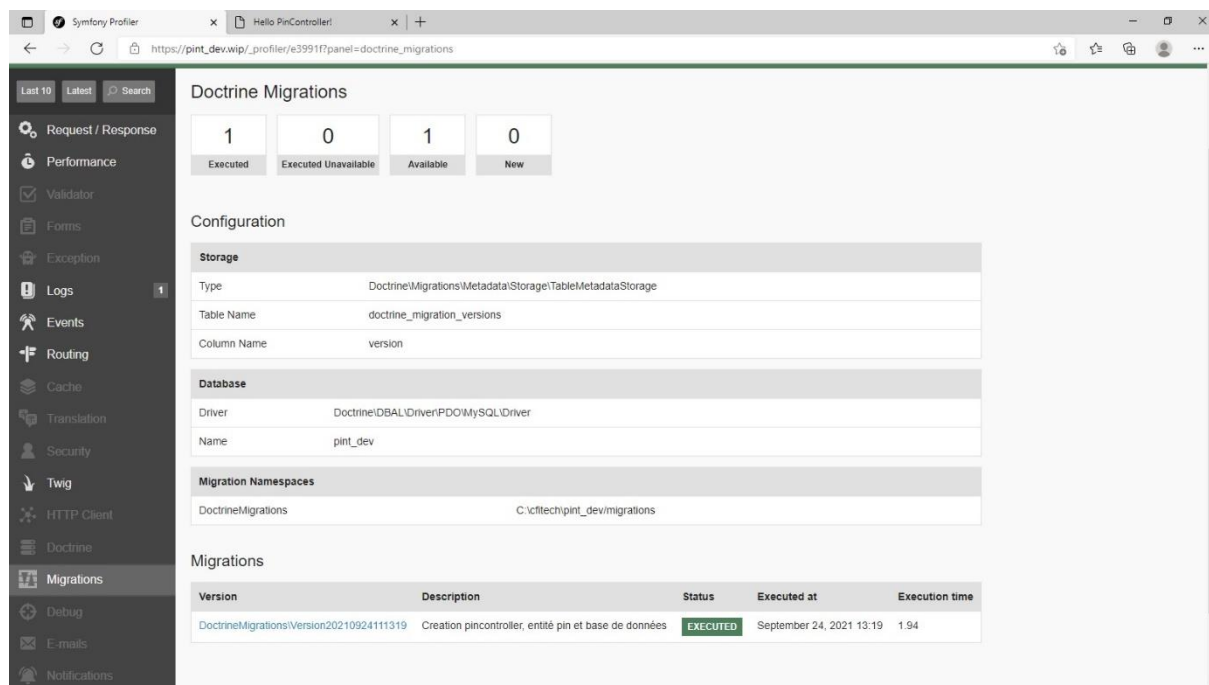 Symfony Profiler
Hello PinController!
https://pint_dev.wip/_profiler/e3991f?panel=doctrine_migrations
Last 10 Latest Search
Request / Response
Performance
Validator
Forms
Exception
Logs 1
Events
Routing
Cache
Translation
Security
Twig
HTTP Client
Doctrine
Migrations
Debug
E-mails
Notifications
Doctrine Migrations
1 0 1 0
Executed Executed Unavailable Available New
Configuration
Storage
Type Doctrine\Migrations\Metadata\Storage\TableMetadataStorage
Table Name doctrine_migration_versions
Column Name version
Database
Driver Doctrine\DBAL\Driver\PDO\MySQL\Driver
Name pint_dev
Migration Namespaces
DoctrineMigrations C:\cfitech\pint_dev/migrations
Migrations
Version Description Status Executed at Execution time
DoctrineMigrations\Version20210924111319 Creation pincontroller, entité pin et base de données EXECUTED September 24, 2021 13:19 1.94